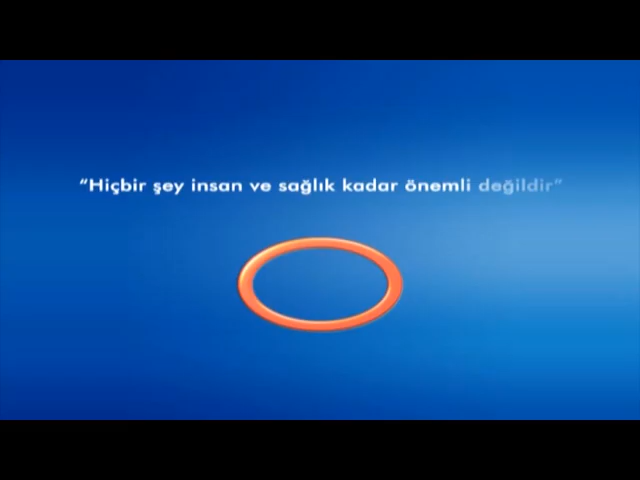 “Hiçbir şey insan ve sağlık kadar önemli değildir”